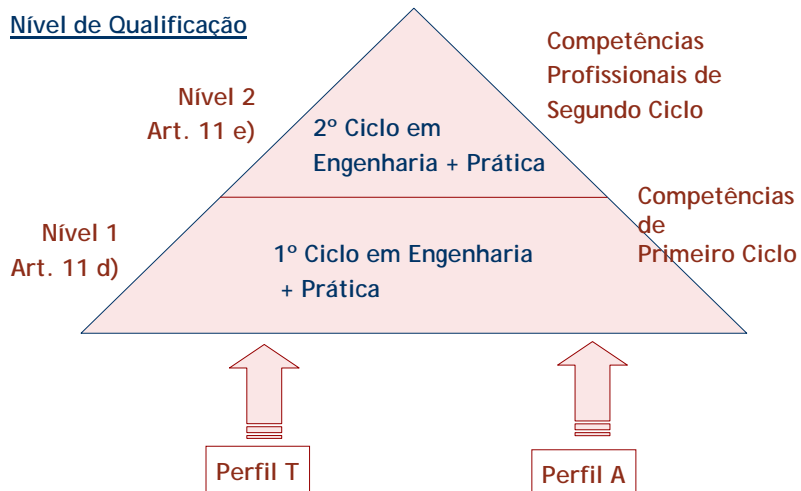 Nível de Qualificação
Competências
Profissionais de
Segundo Ciclo
Nível 2
Art. 11 e)
2º Ciclo em
Engenharia + Prática
Competências
de
Primeiro Ciclo
Nível 1
Art. 11 d)
1º Ciclo em Engenharia
+ Prática
Perfil T
Perfil A